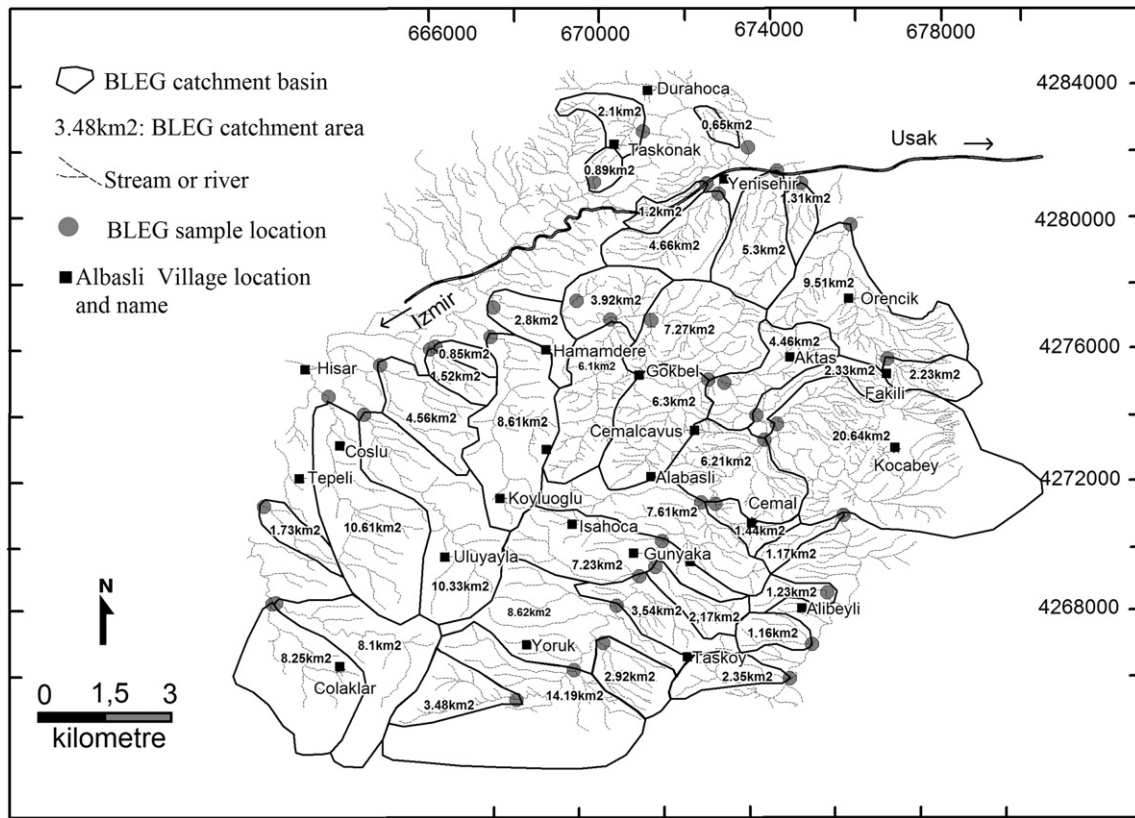 666000 670000 674000 678000
BLEG catchment basin
3.48km2: BLEG catchment area
Stream or river
BLEG sample location
Albasli Village location
and name
4284000
Durahoca
2.1km2
0,65km2
Taskonak
Usak
0.89km2
Yenisehir
1.31km2
1.2km2
4280000
4.66km2
5.3km2
9.51km2
Orencik
3.92km2
Izmir
2.8km2
7.27km2
4.46km2
4276000
Hamamdere
Aktas
0.85km2
6.1km2
Gokbel
2.33km2
2.23km2
Hisar
1.52km2
Fakili
6.3km2
4.56km2
8.61km2
Cemalcavus
20.64km2
Coslu
6.21km2
Kocabey
Tepeli
Alabasli
4272000
Koyluoglu
7.61km2
Cemal
10.61km2
Isahoca
1.44km2
1.73km2
Gunyaka
1.17km2
Uluyayla
7.23km2
10.33km2
1.23km2
N
8.62km2
3,54km2
2,17km2
Alibeyli
4268000
1.16km2
8.1km2
Yoruk
8.25km2
Taskoy
Colaklar
2.92km2
2.35km2
14.19km2
3.48km2
0 1,5 3
kilometre